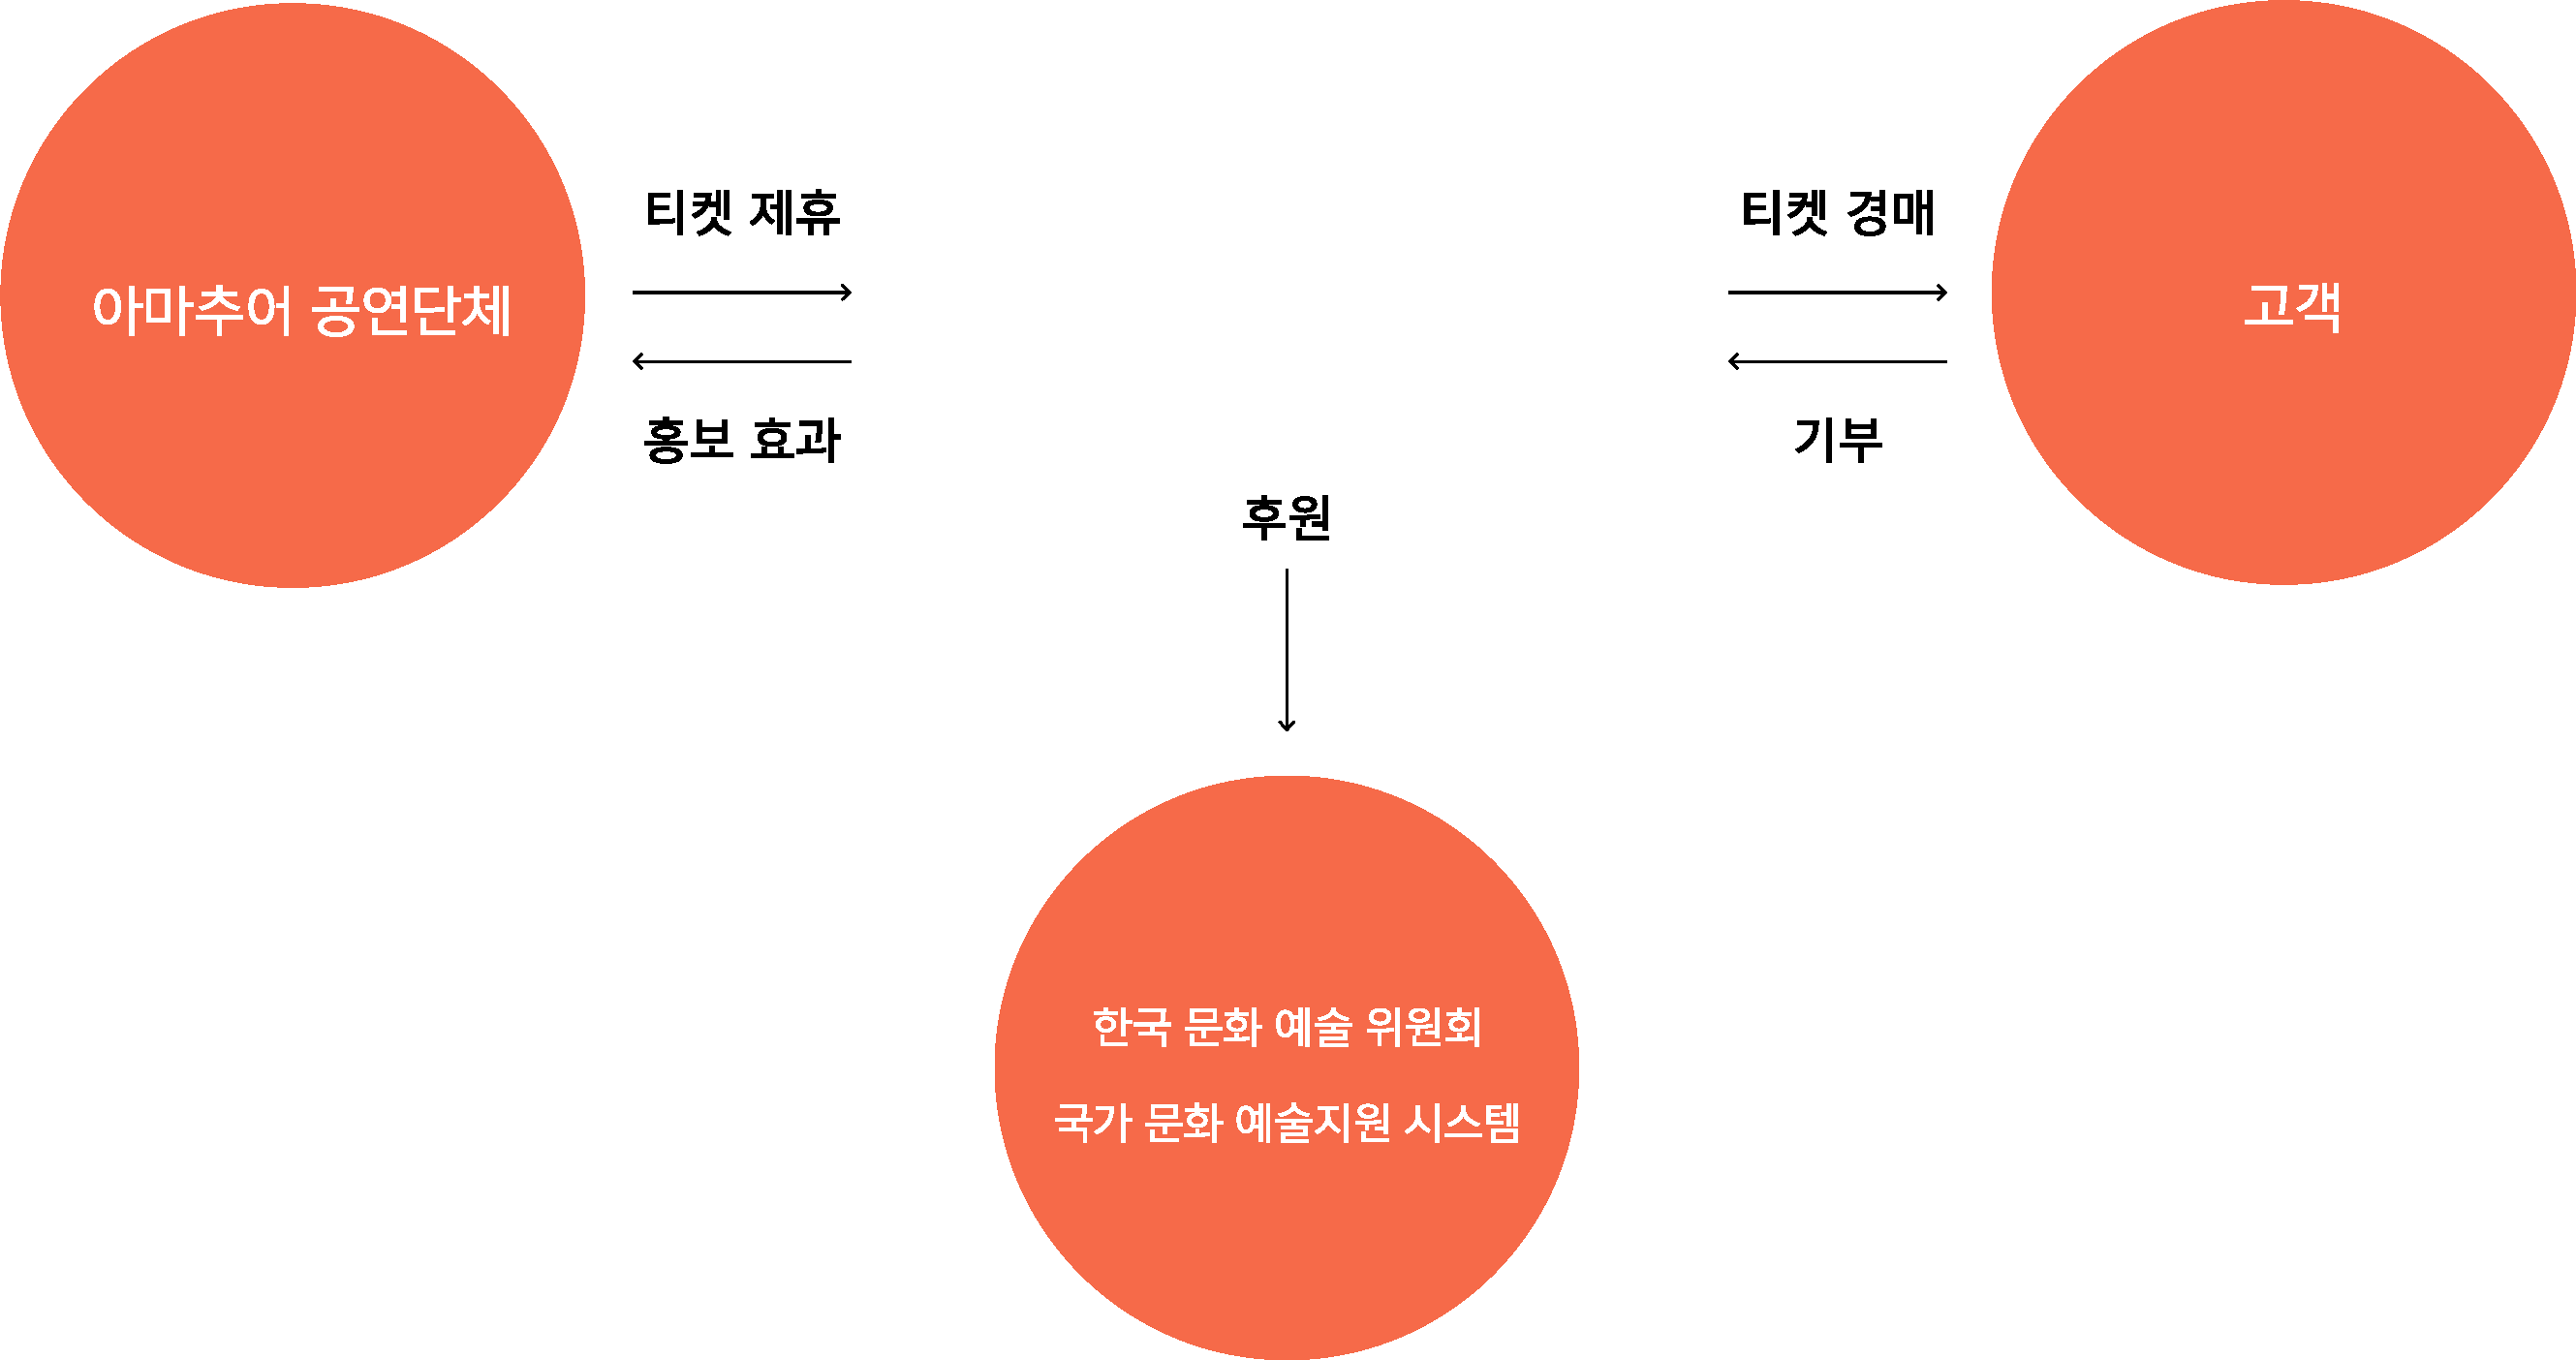 티켓 제휴
티켓 경매
아마추어 공연단체
고객
홍보 효과
기부
후원
한국 문화 예술 위원회
국가 문화 예술지원 시스템